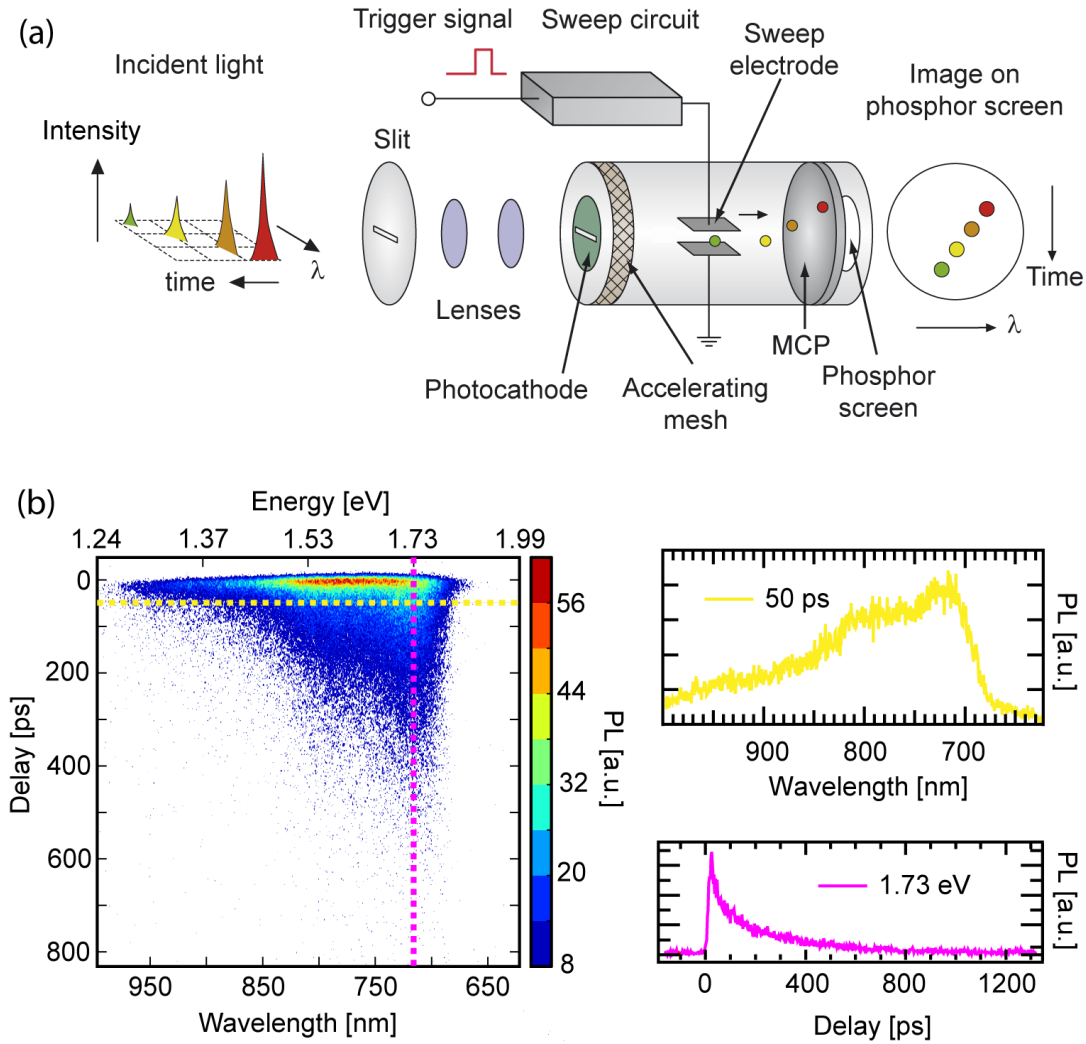 (a)
Trigger signal
Sweep circuit
Sweep
electrode
Incident light
Image on
phosphor screen
Intensity
Slit
time
λ
Lenses
Time
λ
MCP
Photocathode
Accelerating
mesh
Phosphor
screen
(b)
Energy [eV]
1.24 1.37 1.53 1.73 1.99
0
200
400
600
800
Delay [ps]
950 850 750 650
Wavelength [nm]
56
44
32
20
8
PL [a.u.]
50 ps
PL [a.u.]
900 800 700
Wavelength [nm]
1.73 eV
PL [a.u.]
0 400 800 1200
Delay [ps]